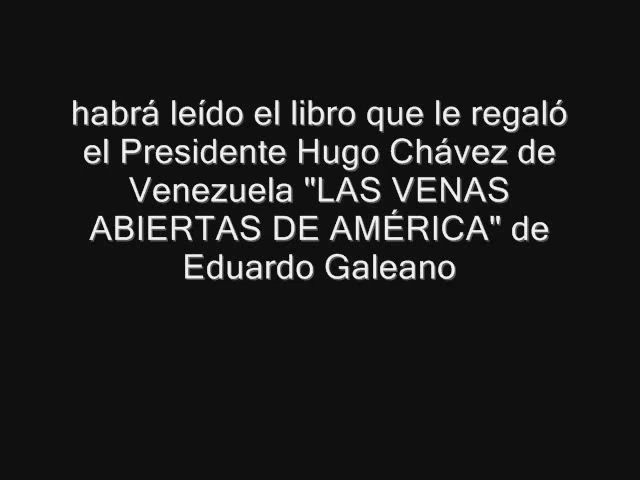 habrá leído el libro que le regaló
el Presidente Hugo Chávez de
Venezuela "LAS VENAS
ABIERTAS DE AMÉRICA" de
Eduardo Galeano